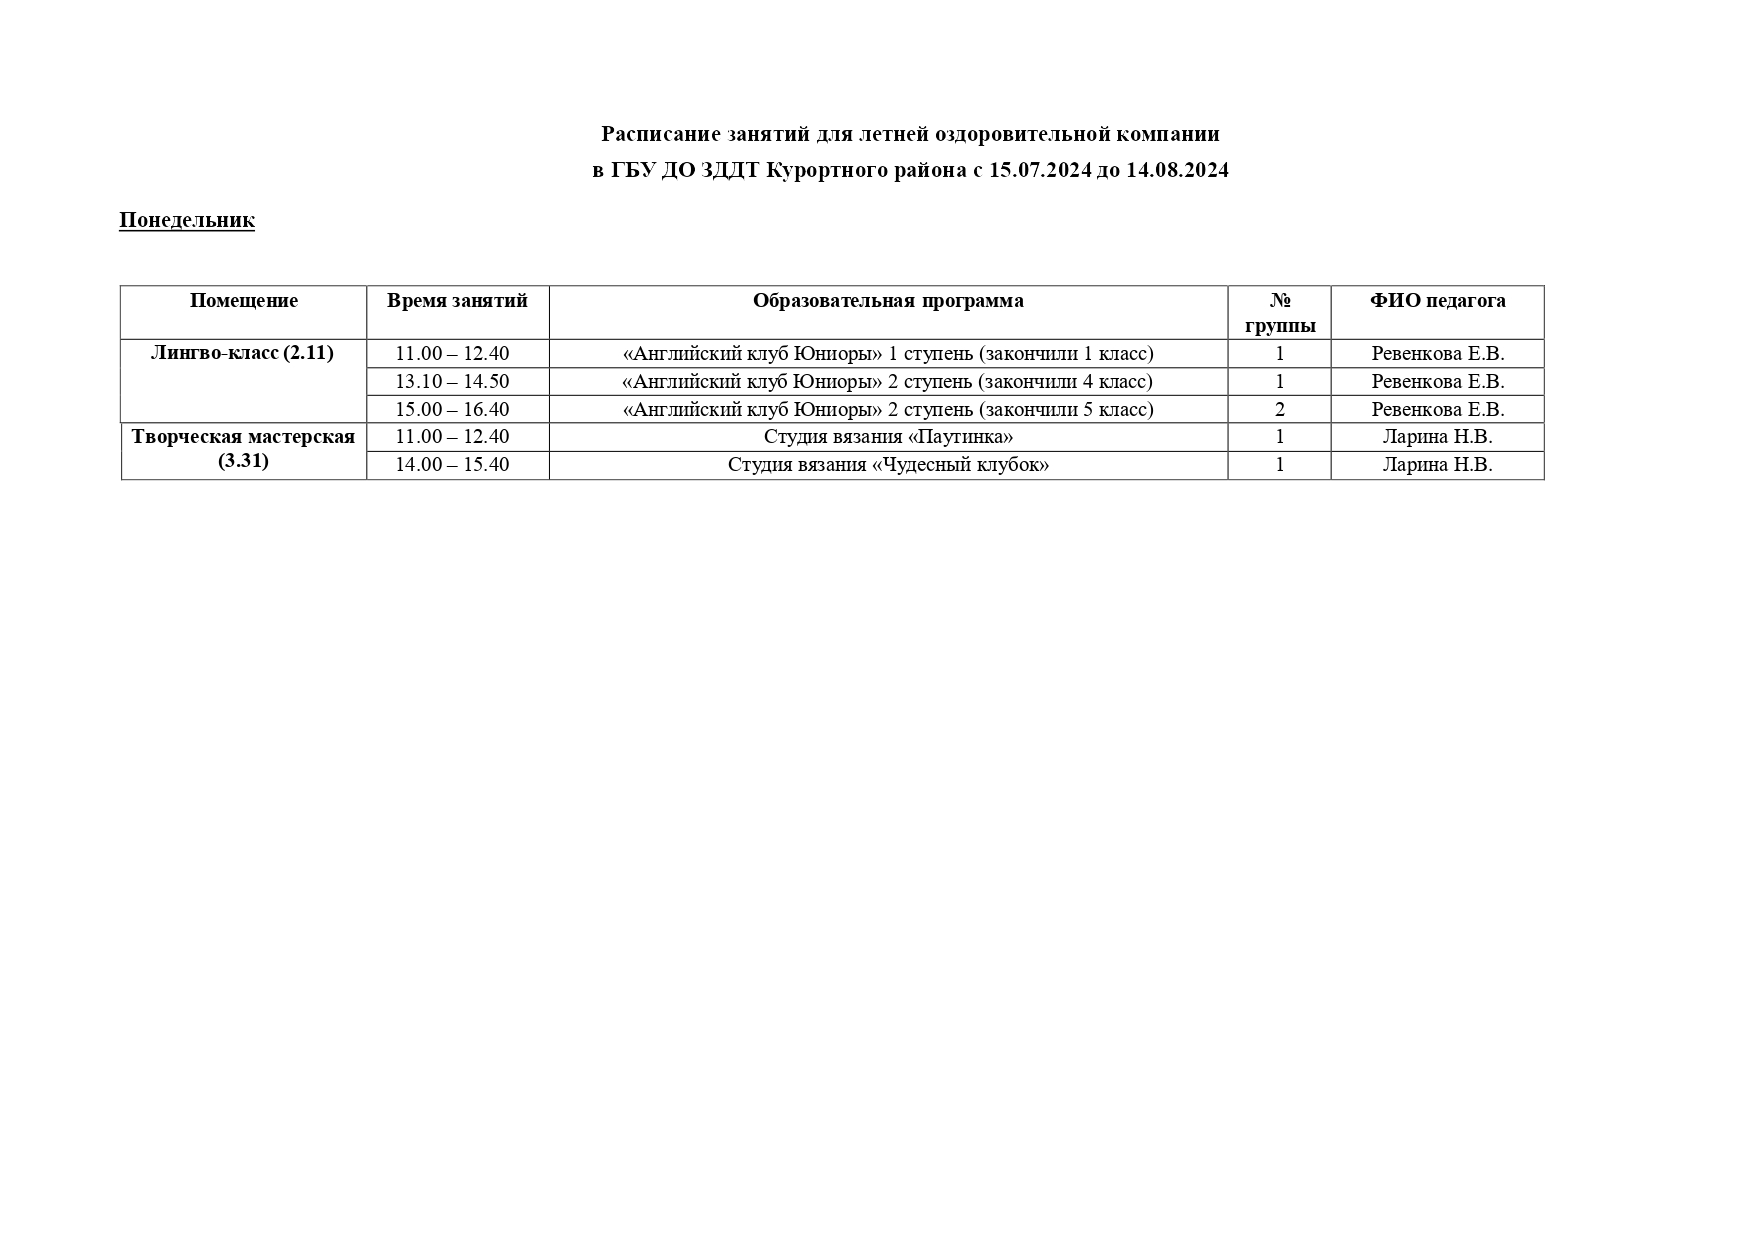 Расписание занятий для летней оздоровительной компании
в ГБУ ДО ЗДДТ Курортного района с 15.07.2024 до 14.08.2024
Понедельник
Помещение Время занятий Образовательная программа № группы ФИО педагога
Лингво-класс (2.11) 11.00 – 12.40 «Английский клуб Юниоры» 1 ступень (закончили 1 класс) 1 Ревенкова Е.В.
13.10 – 14.50 «Английский клуб Юниоры» 2 ступень (закончили 4 класс) 1 Ревенкова Е.В.
15.00 – 16.40 «Английский клуб Юниоры» 2 ступень (закончили 5 класс) 2 Ревенкова Е.В.
Творческая мастерская (3.31) 11.00 – 12.40 Студия вязания «Паутинка» 1 Ларина Н.В.
14.00 – 15.40 Студия вязания «Чудесный клубок» 1 Ларина Н.В.